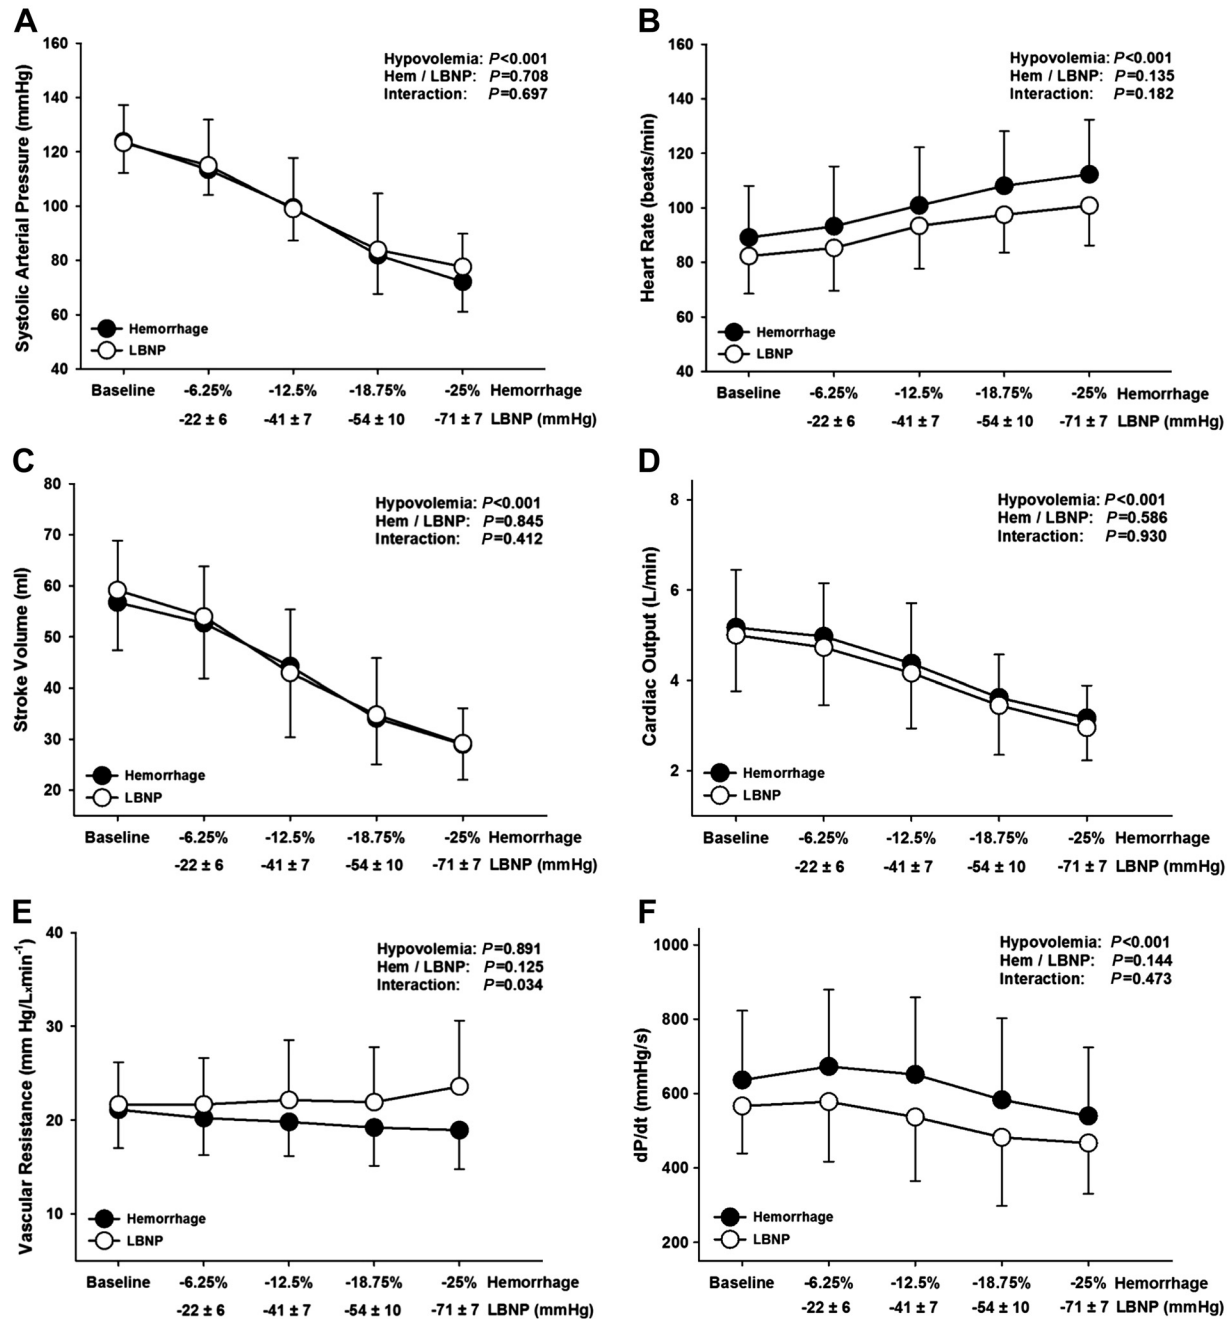 A
Systolic Arterial Pressure (mmHg)
160
140
120
100
80
60
40
Hypovolemia: P<0.001
Hem / LBNP: P=0.708
Interaction: P=0.697
Hemorrhage
LBNP
Baseline -6.25% -12.5% -18.75% -25% Hemorrhage
-22 ± 6 -41 ± 7 -54 ± 10 -71 ± 7 LBNP (mmHg)
B
Heart Rate (beats/min)
160
140
120
100
80
60
40
Hypovolemia: P<0.001
Hem / LBNP: P=0.135
Interaction: P=0.182
Hemorrhage
LBNP
Baseline -6.25% -12.5% -18.75% -25% Hemorrhage
-22 ± 6 -41 ± 7 -54 ± 10 -71 ± 7 LBNP (mmHg)
C
Stroke Volume (ml)
80
70
60
50
40
30
20
Hypovolemia: P<0.001
Hem / LBNP: P=0.845
Interaction: P=0.412
Hemorrhage
LBNP
Baseline -6.25% -12.5% -18.75% -25% Hemorrhage
-22 ± 6 -41 ± 7 -54 ± 10 -71 ± 7 LBNP (mmHg)
D
Cardiac Output (L/min)
8
6
4
2
Hypovolemia: P<0.001
Hem / LBNP: P=0.586
Interaction: P=0.930
Hemorrhage
LBNP
Baseline -6.25% -12.5% -18.75% -25% Hemorrhage
-22 ± 6 -41 ± 7 -54 ± 10 -71 ± 7 LBNP (mmHg)
E
Vascular Resistance (mm Hg/Lxmin⁻¹)
40
30
20
10
Hypovolemia: P=0.891
Hem / LBNP: P=0.125
Interaction: P=0.034
Hemorrhage
LBNP
Baseline -6.25% -12.5% -18.75% -25% Hemorrhage
-22 ± 6 -41 ± 7 -54 ± 10 -71 ± 7 LBNP (mmHg)
F
dP/dt (mmHg/s)
1000
800
600
400
200
Hypovolemia: P<0.001
Hem / LBNP: P=0.144
Interaction: P=0.473
Hemorrhage
LBNP
Baseline -6.25% -12.5% -18.75% -25% Hemorrhage
-22 ± 6 -41 ± 7 -54 ± 10 -71 ± 7 LBNP (mmHg)